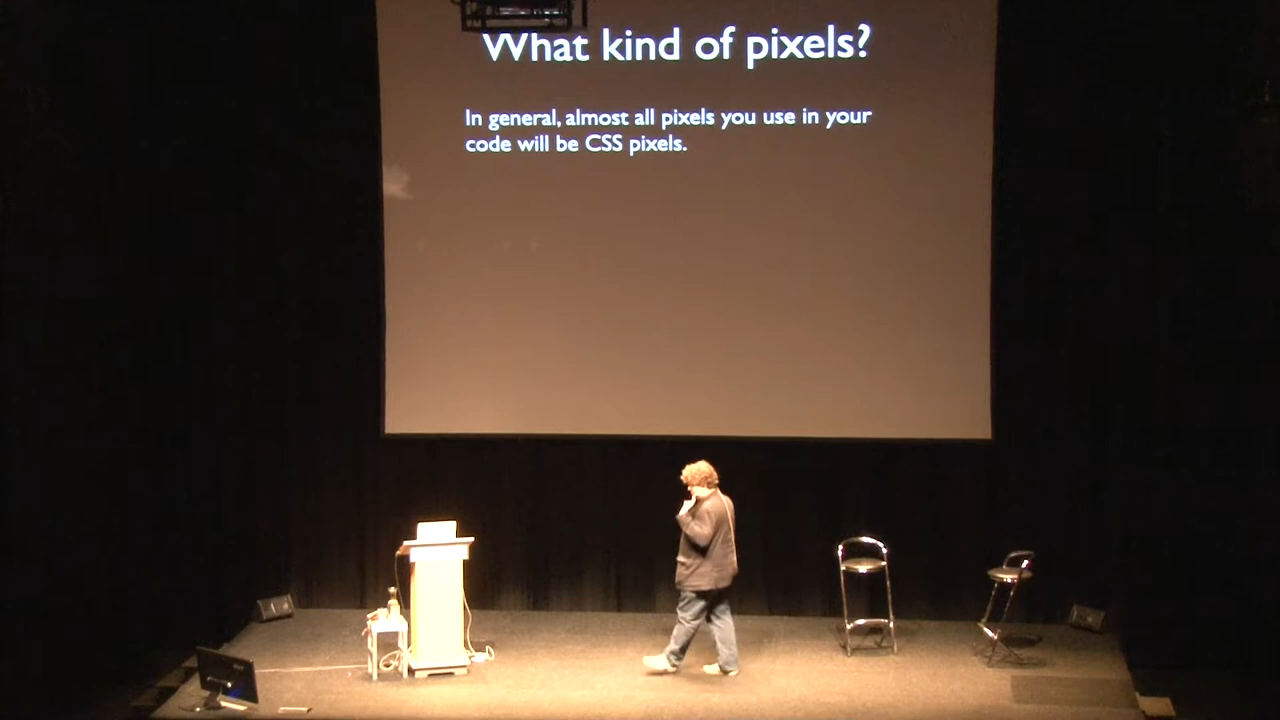 What kind of pixels?
In general, almost all pixels you use in your
code will be CSS pixels.